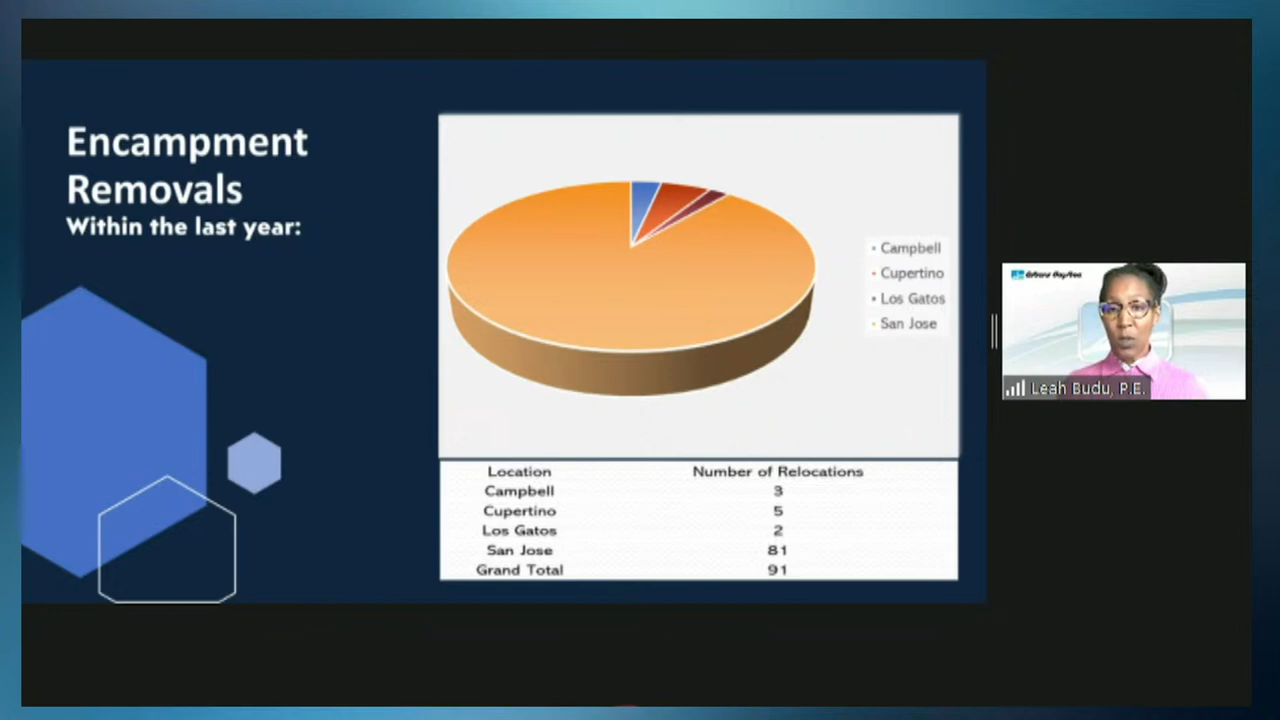 Encampment
Removals
Within the last year:
Campbell
Cupertino
Los Gatos
San Jose
Location Number of Relocations
Campbell 3
Cupertino 5
Los Gatos 2
San Jose 81
Grand Total 91
Leah Budu, P.E.